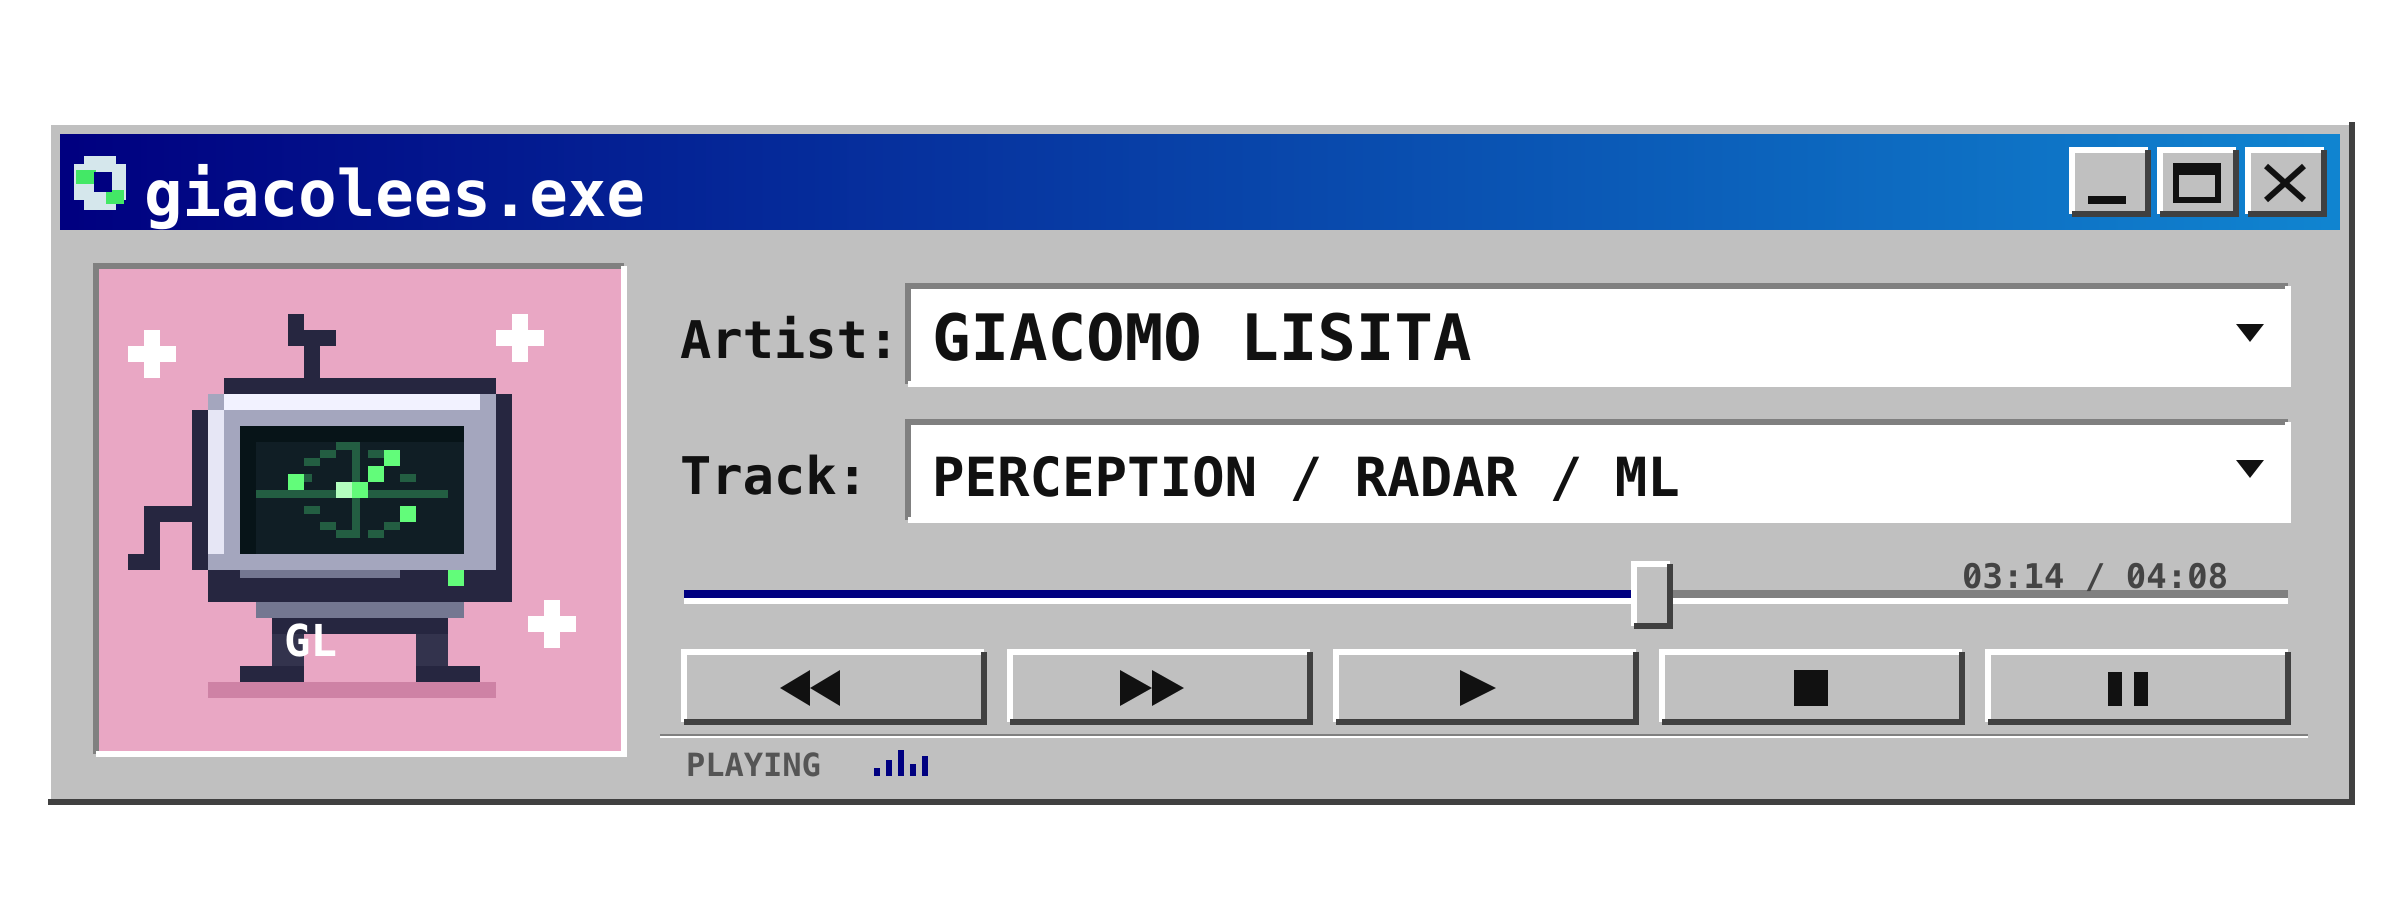 giacolees.exe
Artist: GIACOMO LISITA
Track: PERCEPTION / RADAR / ML
03:14 / 04:08
GL
PLAYING